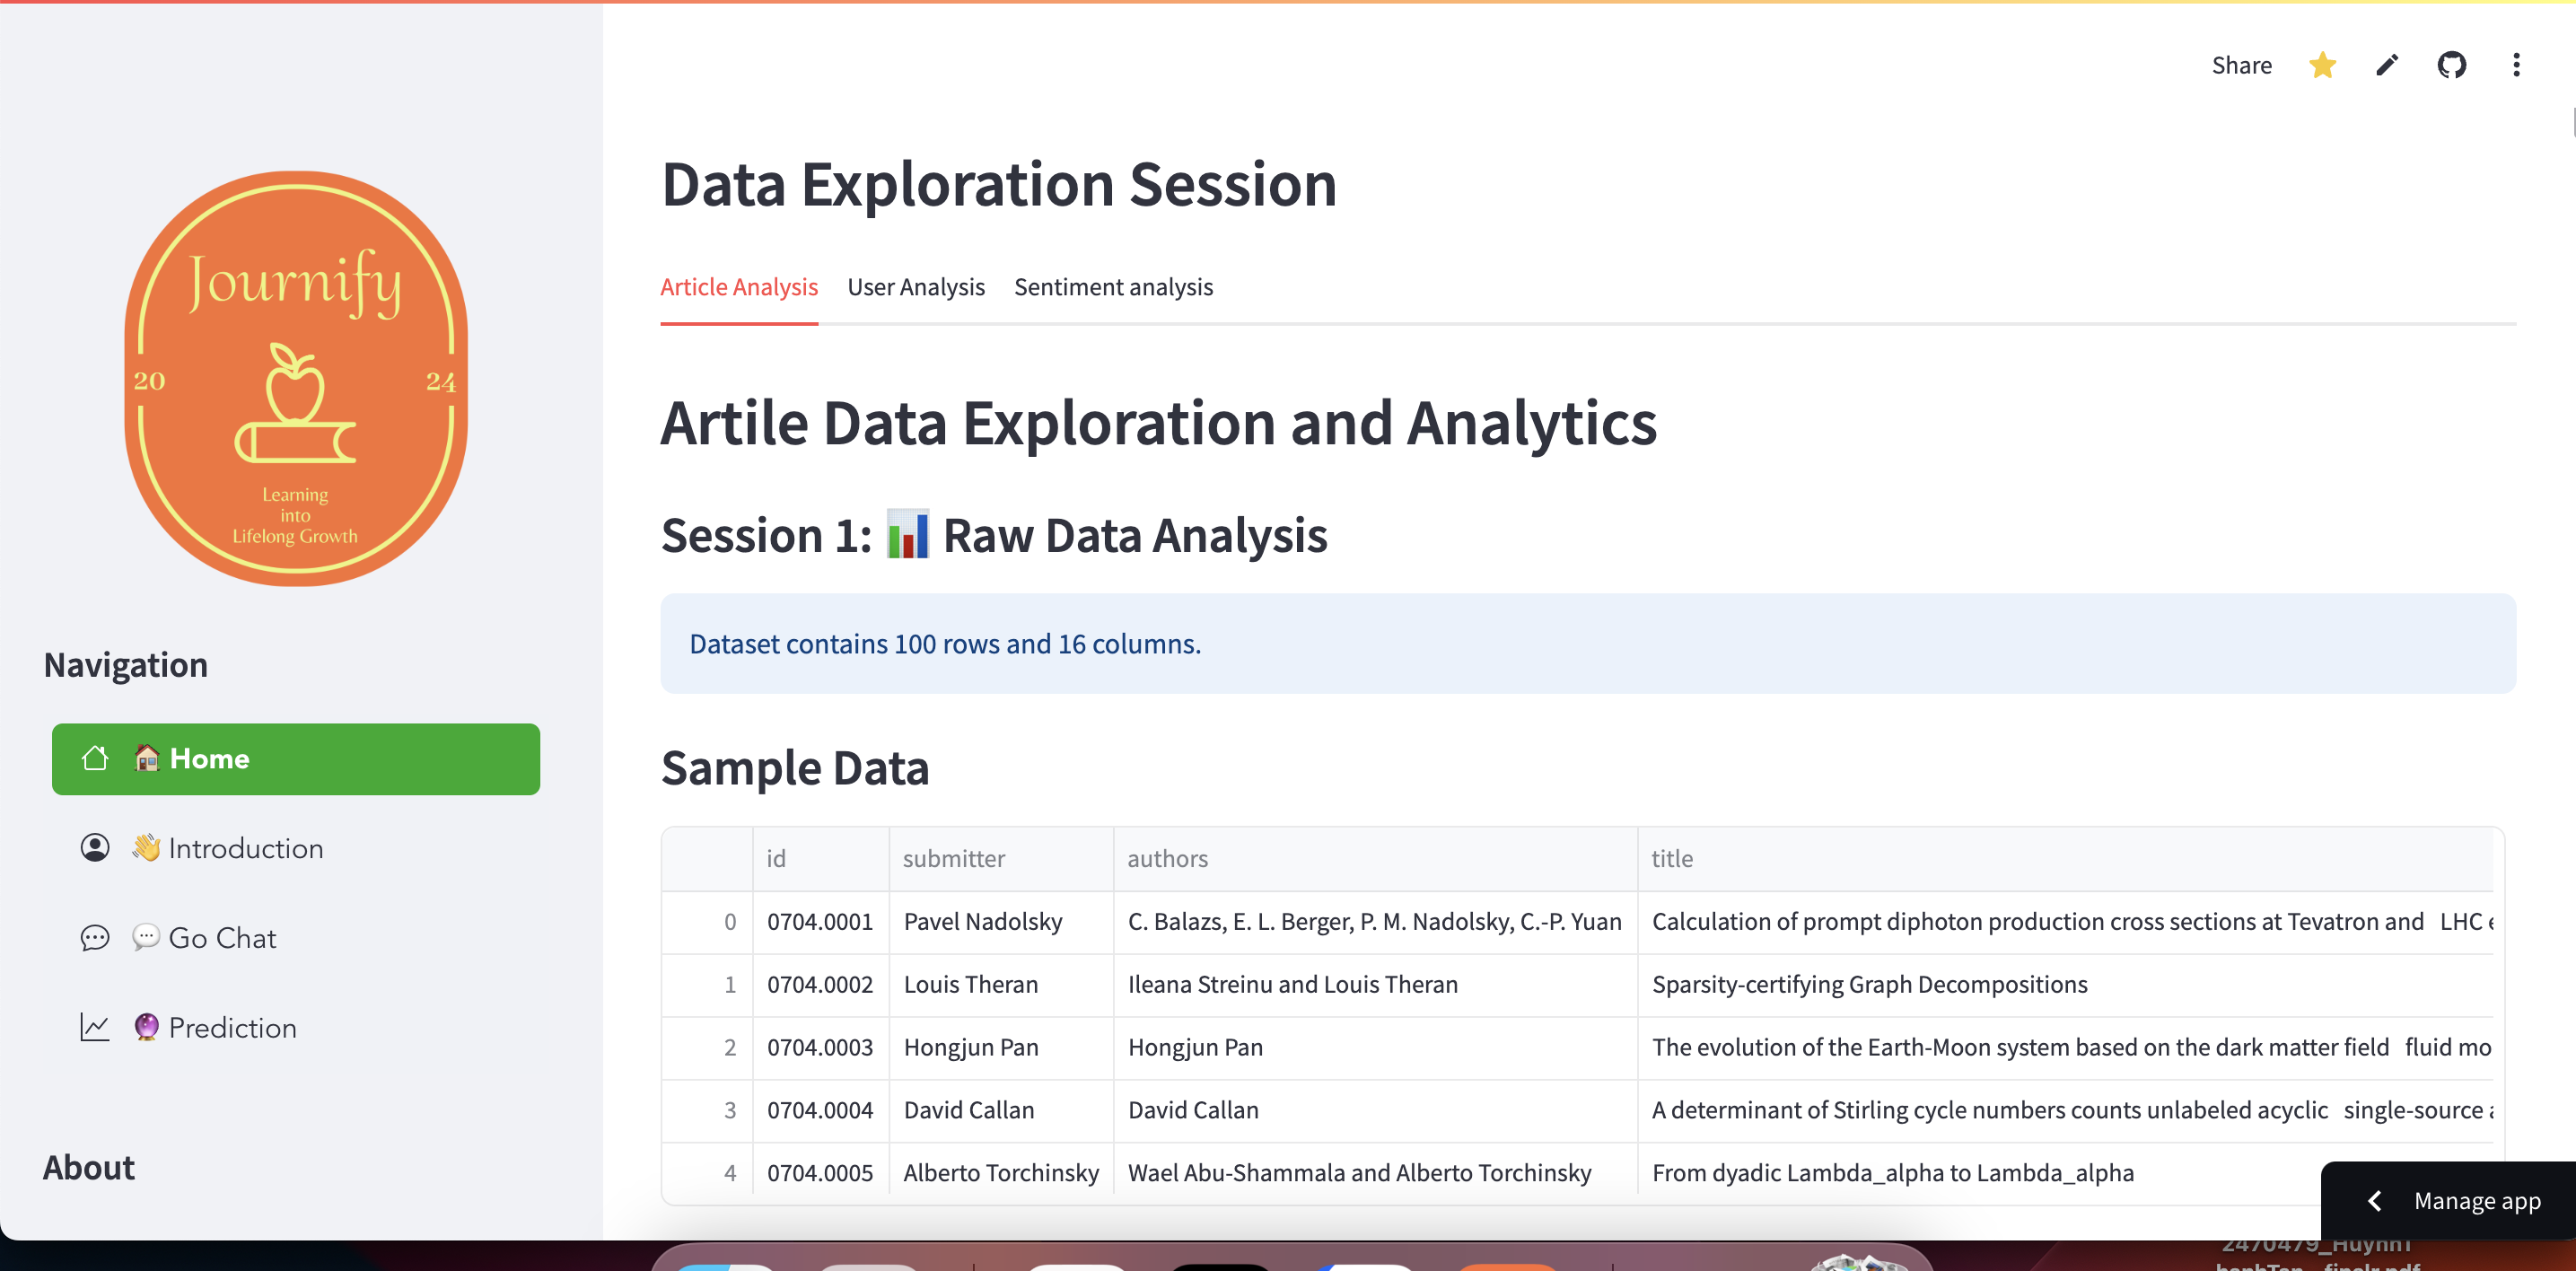 Share
Journify
20 24
Learning
into
Lifelong Growth
Navigation
Home
Introduction
Go Chat
Prediction
About
Data Exploration Session
Article Analysis User Analysis Sentiment analysis
Artile Data Exploration and Analytics
Session 1: Raw Data Analysis
Dataset contains 100 rows and 16 columns.
Sample Data
id submitter authors title
0 0704.0001 Pavel Nadolsky C. Balazs, E. L. Berger, P. M. Nadolsky, C.-P. Yuan Calculation of prompt diphoton production cross sections at Tevatron and LHC
1 0704.0002 Louis Theran Ileana Streinu and Louis Theran Sparsity-certifying Graph Decompositions
2 0704.0003 Hongjun Pan Hongjun Pan The evolution of the Earth-Moon system based on the dark matter field fluid mo
3 0704.0004 David Callan David Callan A determinant of Stirling cycle numbers counts unlabeled acyclic single-source
4 0704.0005 Alberto Torchinsky Wael Abu-Shammala and Alberto Torchinsky From dyadic Lambda_alpha to Lambda_alpha
Manage app